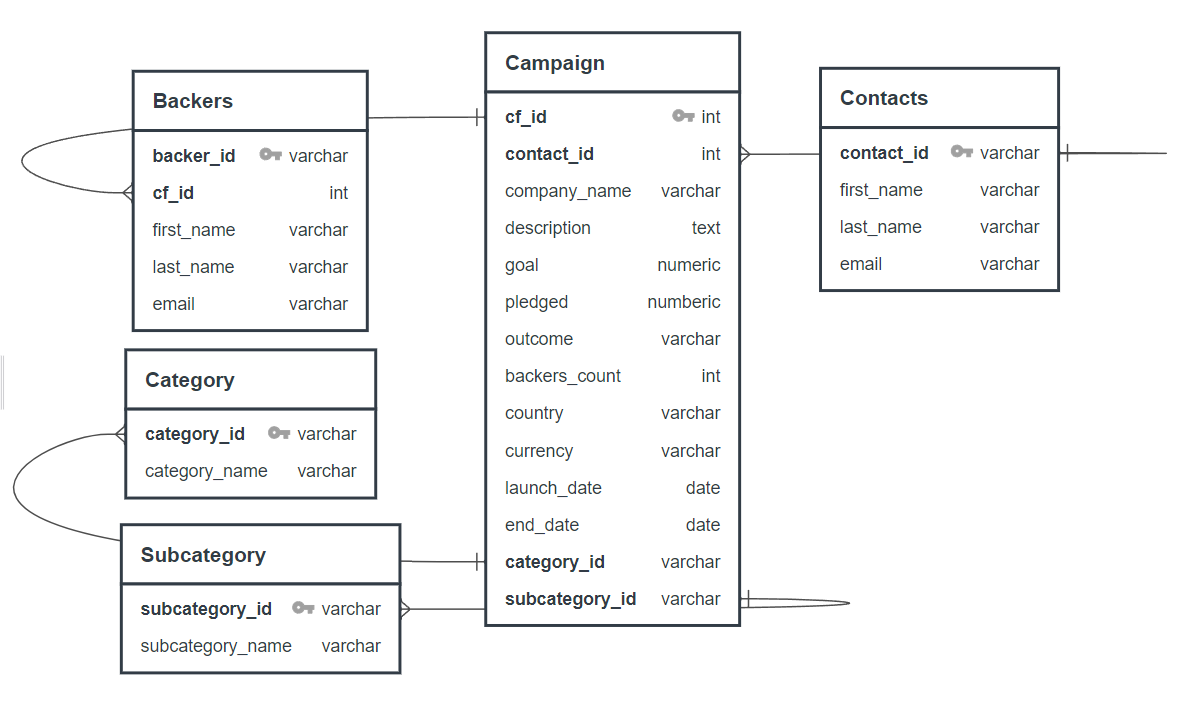 Backers
backer_id varchar
cf_id int
first_name varchar
last_name varchar
email varchar
Category
category_id varchar
category_name varchar
Subcategory
subcategory_id varchar
subcategory_name varchar
Campaign
cf_id int
contact_id int
company_name varchar
description text
goal numeric
pledged numberic
outcome varchar
backers_count int
country varchar
currency varchar
launch_date date
end_date date
category_id varchar
subcategory_id varchar
Contacts
contact_id varchar
first_name varchar
last_name varchar
email varchar